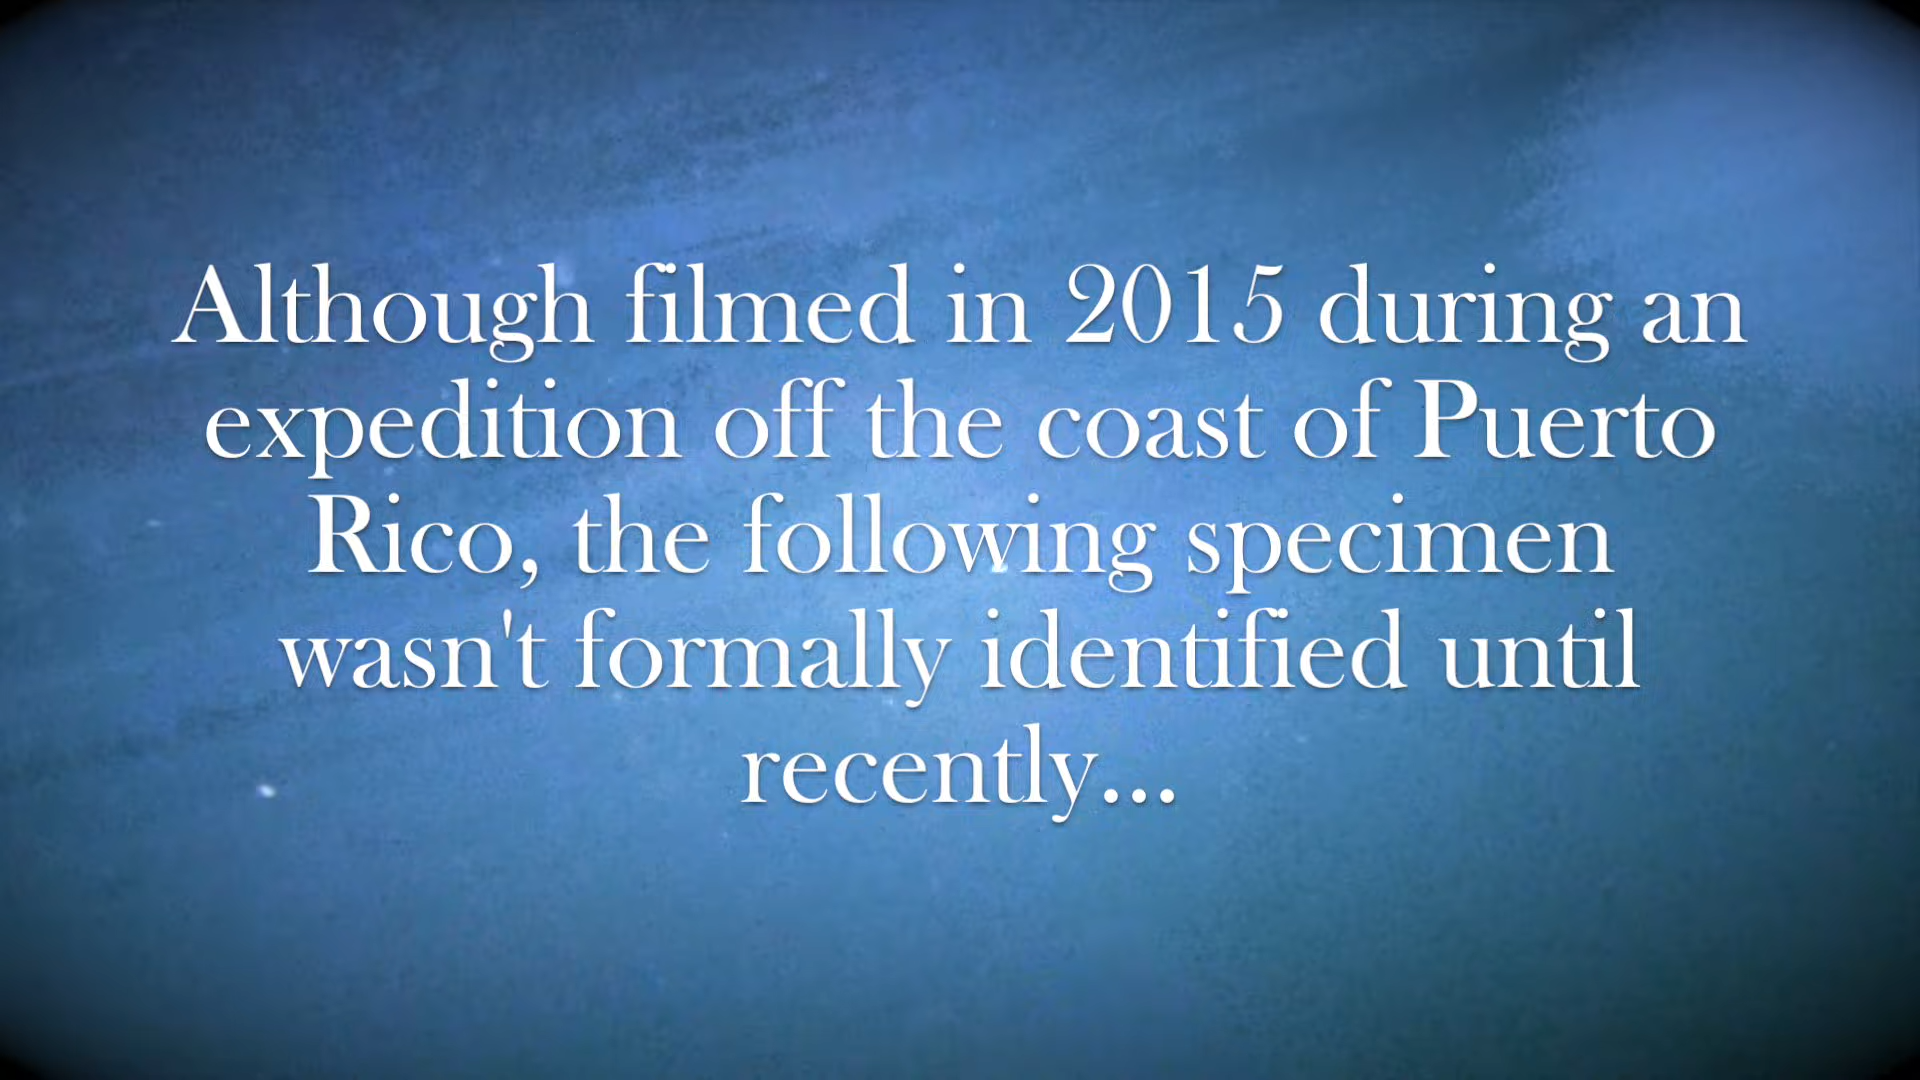 Although filmed in 2015 during an
expedition off the coast of Puerto
Rico, the following specimen
wasn't formally identified until
recently...